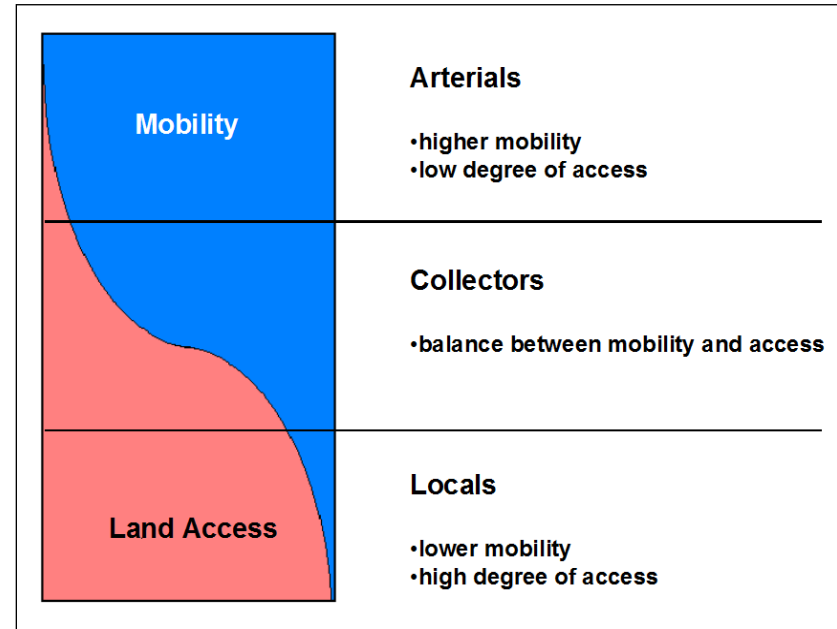 Mobility
Arterials
•higher mobility
•low degree of access
Collectors
•balance between mobility and access
Land Access
Locals
•lower mobility
•high degree of access